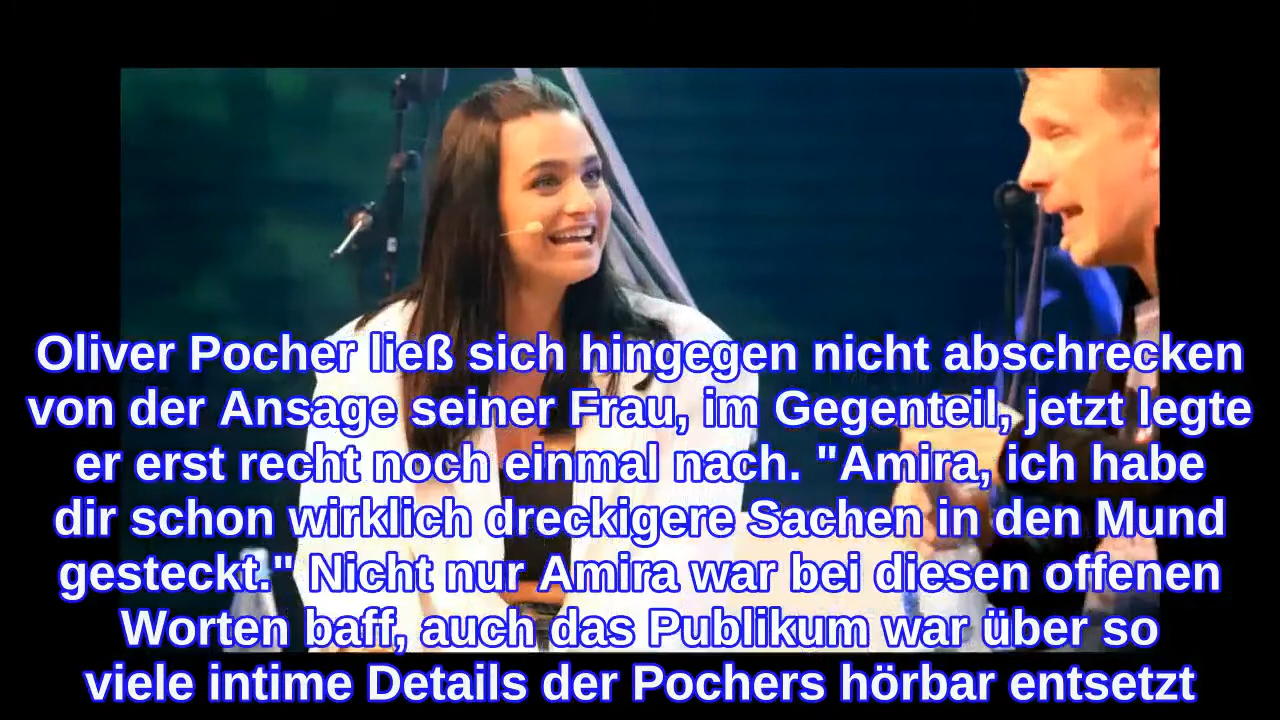 Oliver Pocher ließ sich hingegen nicht abschrecken
von der Ansage seiner Frau, im Gegenteil, jetzt legte
er erst recht noch einmal nach. "Amira, ich habe
dir schon wirklich dreckigere Sachen in den Mund
gesteckt." Nicht nur Amira war bei diesen offenen
Worten baff, auch das Publikum war über so
viele intime Details der Pochers hörbar entsetzt